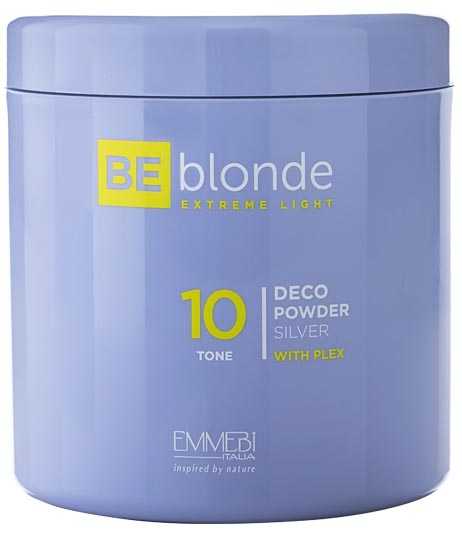 BE blonde
EXTREME LIGHT
10
TONE
DECO
POWDER
SILVER
WITH PLEX
EMMEBI
ITALIA
inspired by nature